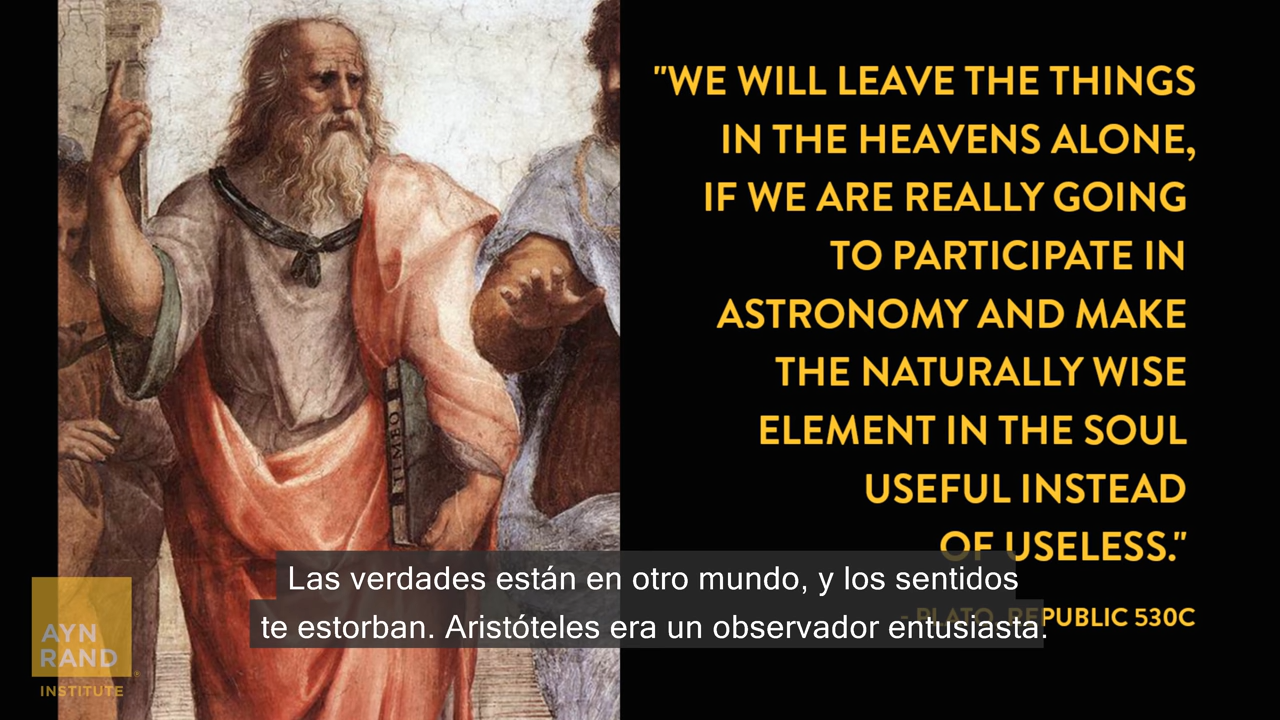 "WE WILL LEAVE THE THINGS
IN THE HEAVENS ALONE,
IF WE ARE REALLY GOING
TO PARTICIPATE IN
ASTRONOMY AND MAKE
THE NATURALLY WISE
ELEMENT IN THE SOUL
USEFUL INSTEAD
OF USELESS."
- PLATO, REPUBLIC 530C
TIMEO
Las verdades están en otro mundo, y los sentidos
te estorban. Aristóteles era un observador entusiasta.
AYN
RAND
INSTITUTE